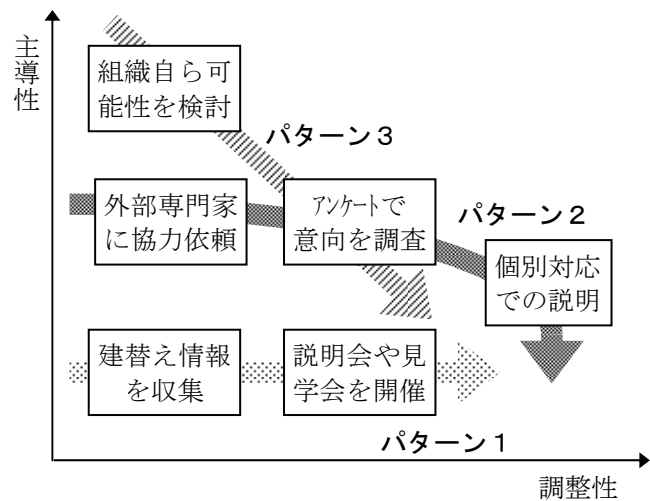 主導性
組織自ら可
能性を検討
パターン３
外部専門家
に協力依頼
ｱﾝｹｰﾄで
意向を調査
パターン２
個別対応
での説明
建替え情報
を収集
説明会や見
学会を開催
パターン１
調整性